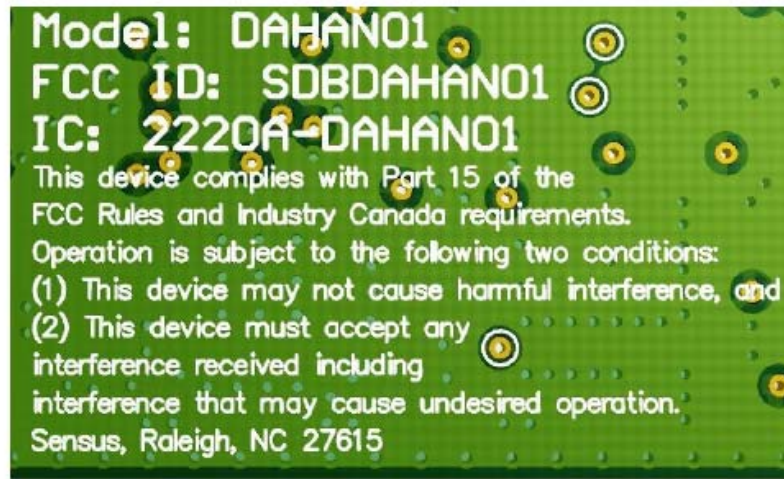 Model: DAHAN01
FCC ID: SDBDAHAN01
IC: 2220A-DAHAN01
This device complies with Part 15 of the
FCC Rules and Industry Canada requirements.
Operation is subject to the following two conditions:
(1) This device may not cause harmful interference, and
(2) This device must accept any
interference received including
interference that may cause undesired operation.
Sensus, Raleigh, NC 27615